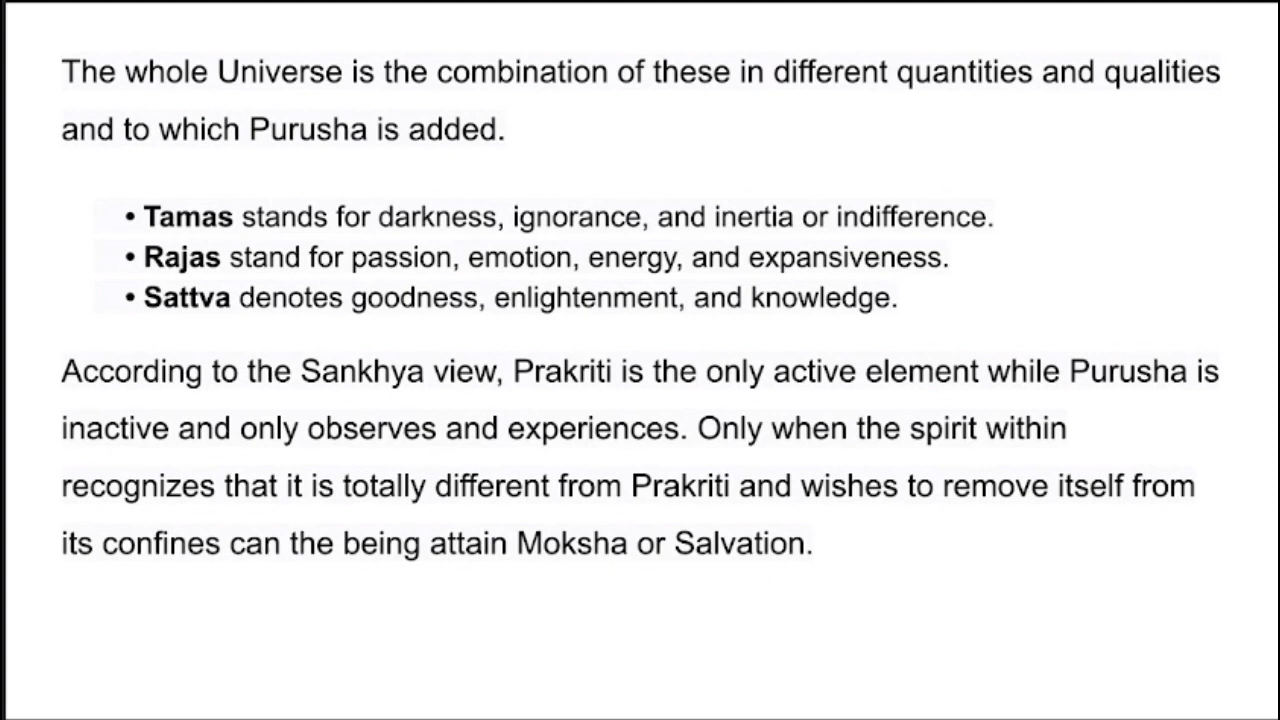 The whole Universe is the combination of these in different quantities and qualities
and to which Purusha is added.
• Tamas stands for darkness, ignorance, and inertia or indifference.
• Rajas stand for passion, emotion, energy, and expansiveness.
• Sattva denotes goodness, enlightenment, and knowledge.
According to the Sankhya view, Prakriti is the only active element while Purusha is
inactive and only observes and experiences. Only when the spirit within
recognizes that it is totally different from Prakriti and wishes to remove itself from
its confines can the being attain Moksha or Salvation.